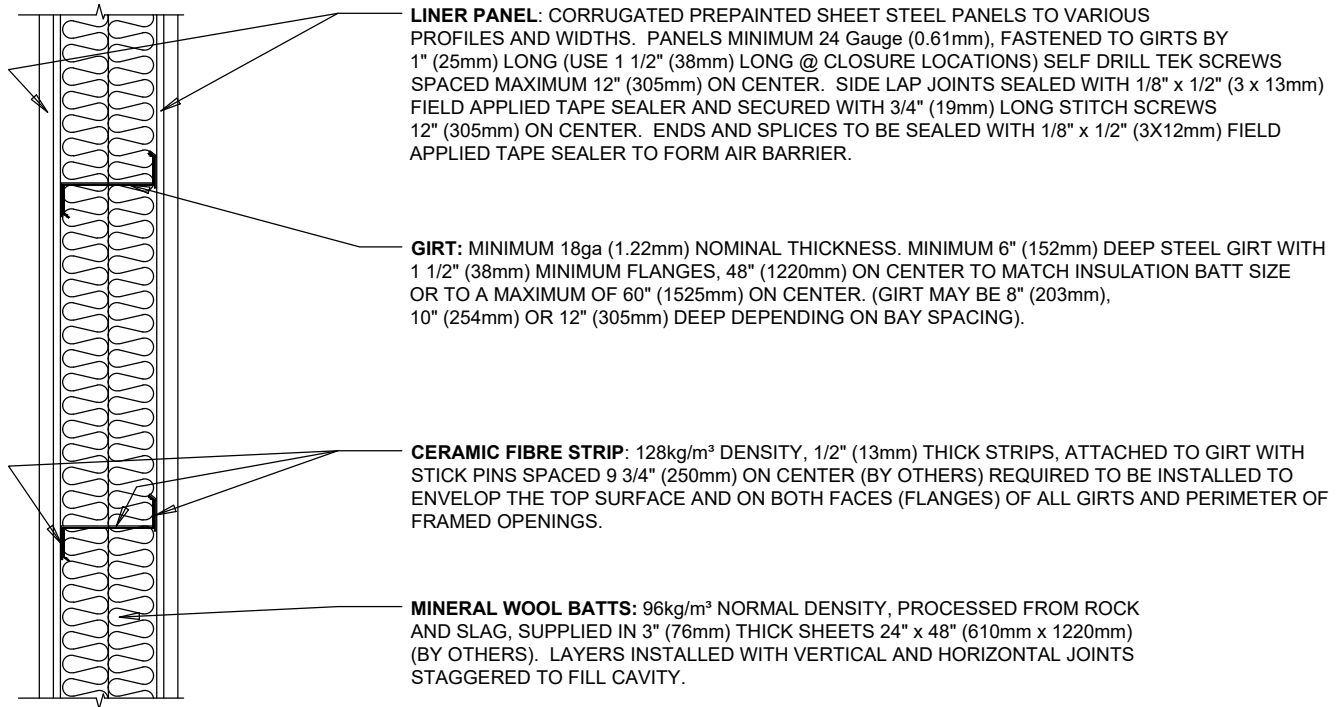 LINER PANEL: CORRUGATED PREPAINTED SHEET STEEL PANELS TO VARIOUS
PROFILES AND WIDTHS. PANELS MINIMUM 24 Gauge (0.61mm), FASTENED TO GIRTS BY
1" (25mm) LONG (USE 1 1/2" (38mm) LONG @ CLOSURE LOCATIONS) SELF DRILL TEK SCREWS
SPACED MAXIMUM 12" (305mm) ON CENTER. SIDE LAP JOINTS SEALED WITH 1/8" x 1/2" (3 x 13mm)
FIELD APPLIED TAPE SEALER AND SECURED WITH 3/4" (19mm) LONG STITCH SCREWS
12" (305mm) ON CENTER. ENDS AND SPLICES TO BE SEALED WITH 1/8" x 1/2" (3X12mm) FIELD
APPLIED TAPE SEALER TO FORM AIR BARRIER.
GIRT: MINIMUM 18ga (1.22mm) NOMINAL THICKNESS. MINIMUM 6" (152mm) DEEP STEEL GIRT WITH
1 1/2" (38mm) MINIMUM FLANGES, 48" (1220mm) ON CENTER TO MATCH INSULATION BATT SIZE
OR TO A MAXIMUM OF 60" (1525mm) ON CENTER. (GIRT MAY BE 8" (203mm),
10" (254mm) OR 12" (305mm) DEEP DEPENDING ON BAY SPACING).
CERAMIC FIBRE STRIP: 128kg/m³ DENSITY, 1/2" (13mm) THICK STRIPS, ATTACHED TO GIRT WITH
STICK PINS SPACED 9 3/4" (250mm) ON CENTER (BY OTHERS) REQUIRED TO BE INSTALLED TO
ENVELOP THE TOP SURFACE AND ON BOTH FACES (FLANGES) OF ALL GIRTS AND PERIMETER OF
FRAMED OPENINGS.
MINERAL WOOL BATTS: 96kg/m³ NORMAL DENSITY, PROCESSED FROM ROCK
AND SLAG, SUPPLIED IN 3" (76mm) THICK SHEETS 24" x 48" (610mm x 1220mm)
(BY OTHERS). LAYERS INSTALLED WITH VERTICAL AND HORIZONTAL JOINTS
STAGGERED TO FILL CAVITY.